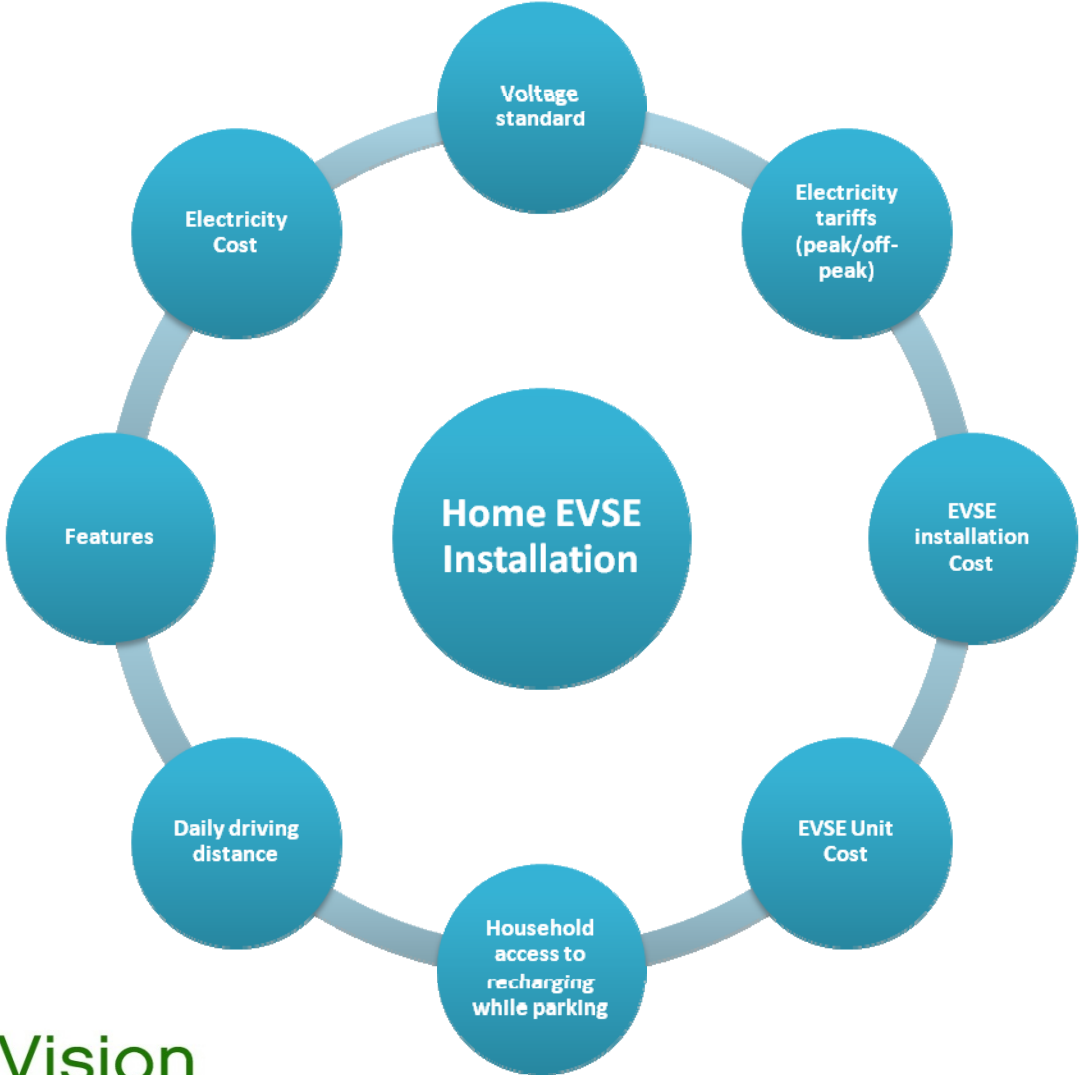 Voltage
standard
Electricity
tariffs
(peak/off-
peak)
EVSE
installation
Cost
EVSE Unit
Cost
Household
access to
recharging
while parking
Daily driving
distance
Features
Electricity
Cost
Home EVSE
Installation
Vision